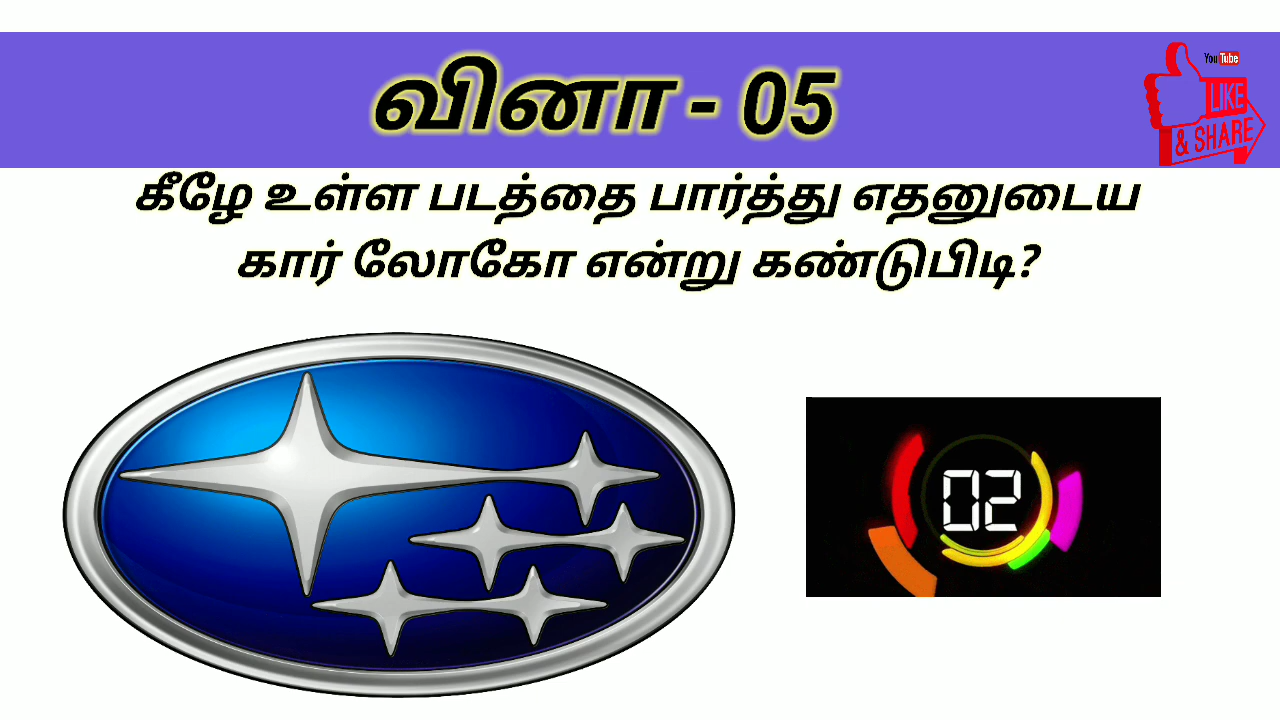 வினா - 05
YouTube
LIKE
& SHARE
கீழே உள்ள படத்தை பார்த்து எதனுடைய
கார் லோகோ என்று கண்டுபிடி?
02